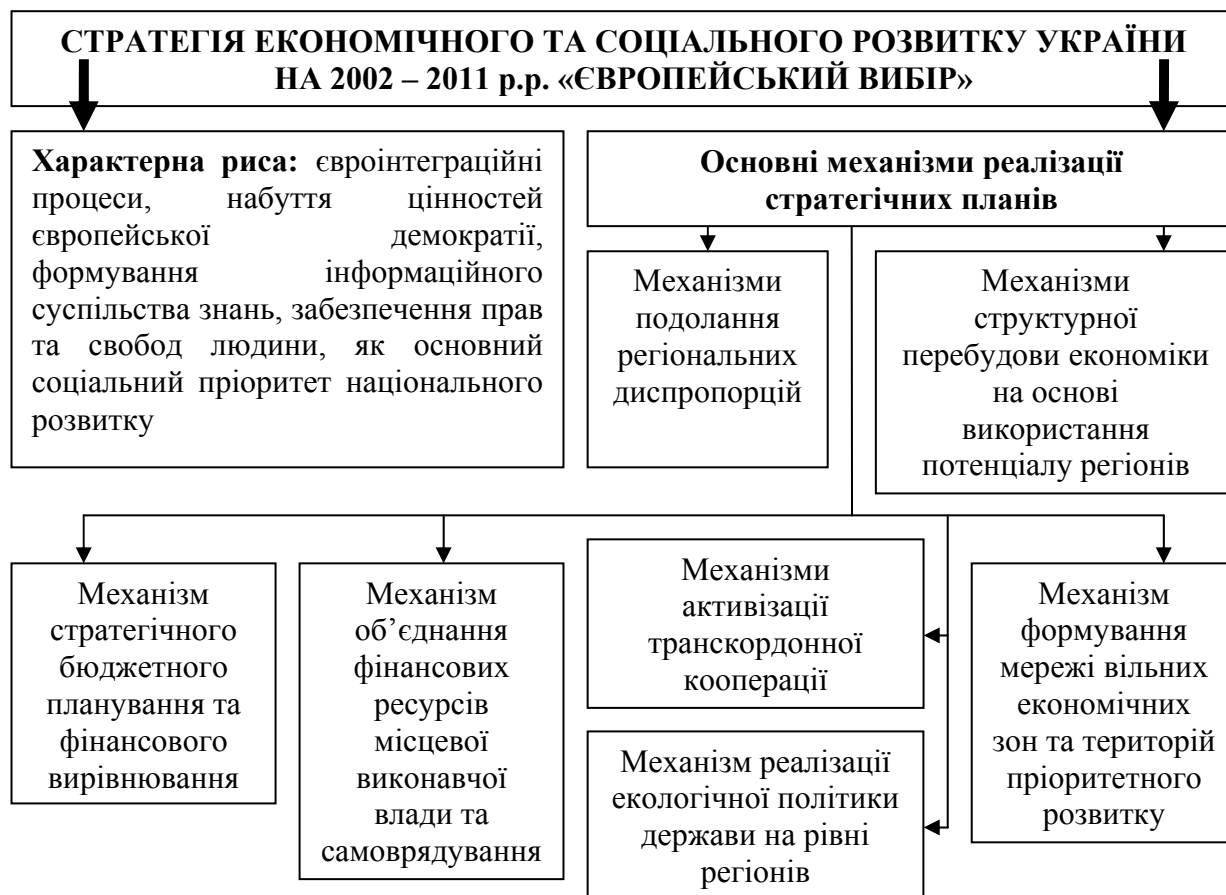 СТРАТЕГІЯ ЕКОНОМІЧНОГО ТА СОЦІАЛЬНОГО РОЗВИТКУ УКРАЇНИ
НА 2002 – 2011 р.р. «ЄВРОПЕЙСЬКИЙ ВИБІР»
Характерна риса: євроінтеграційні
процеси, набуття цінностей
європейської демократії,
формування інформаційного
суспільства знань, забезпечення прав
та свобод людини, як основний
соціальний пріоритет національного
розвитку
Основні механізми реалізації
стратегічних планів
Механізми
подолання
регіональних
диспропорцій
Механізми
структурної
перебудови економіки
на основі
використання
потенціалу регіонів
Механізм
стратегічного
бюджетного
планування та
фінансового
вирівнювання
Механізм
об’єднання
фінансових
ресурсів
місцевої
виконавчої
влади та
самоврядування
Механізми
активізації
транскордонної
кооперації
Механізм реалізації
екологічної політики
держави на рівні
регіонів
Механізм
формування
мережі вільних
економічних
зон та територій
пріоритетного
розвитку